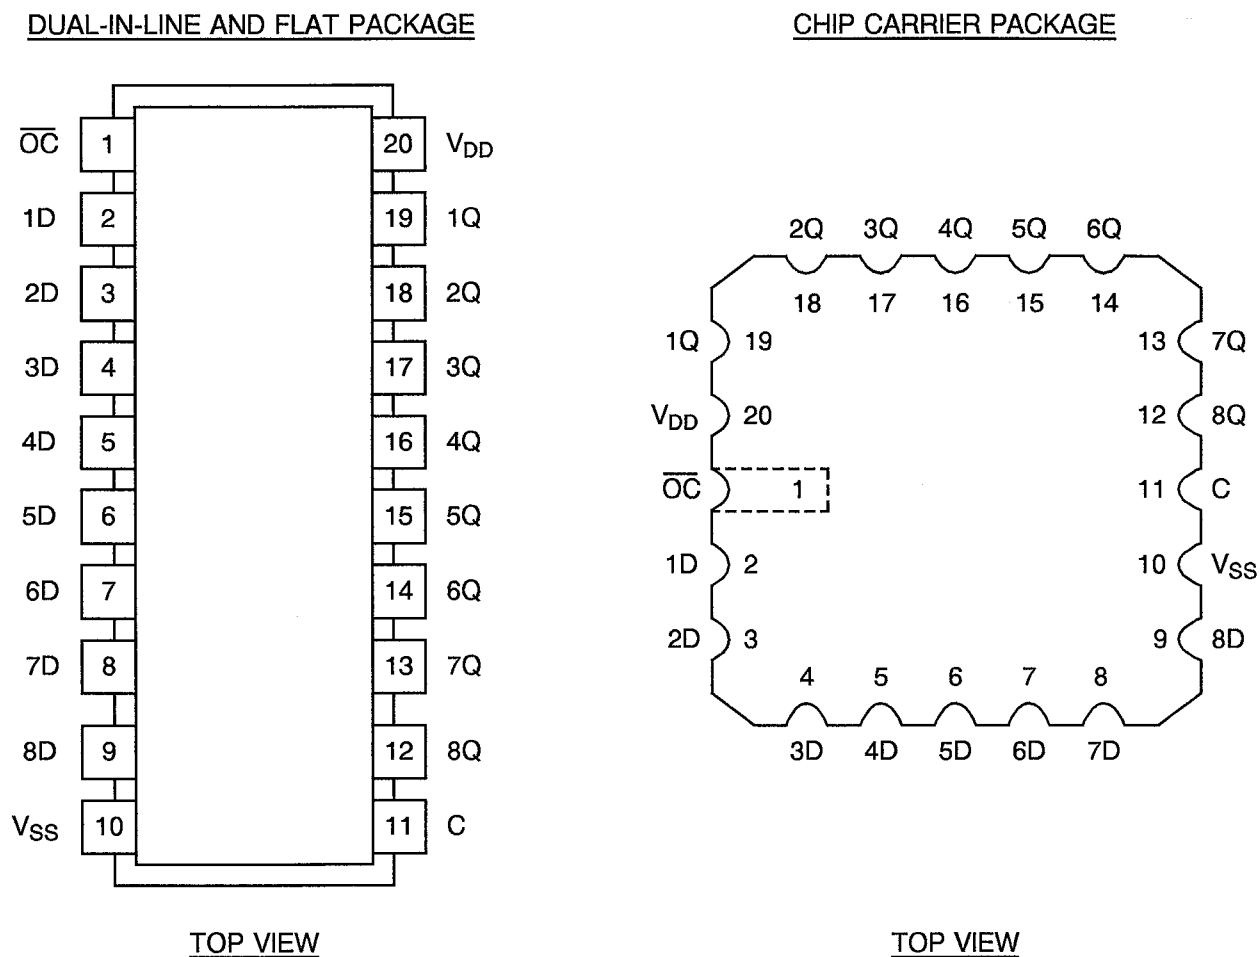 DUAL-IN-LINE AND FLAT PACKAGE
O̅C̅ 1 20 VDD
1D 2 19 1Q
2D 3 18 2Q
3D 4 17 3Q
4D 5 16 4Q
5D 6 15 5Q
6D 7 14 6Q
7D 8 13 7Q
8D 9 12 8Q
VSS 10 11 C
TOP VIEW
CHIP CARRIER PACKAGE
2Q 3Q 4Q 5Q 6Q
18 17 16 15 14
1Q 19 13 7Q
VDD 20 12 8Q
O̅C̅ 1 11 C
1D 2 10 VSS
2D 3 9 8D
4 5 6 7 8
3D 4D 5D 6D 7D
TOP VIEW